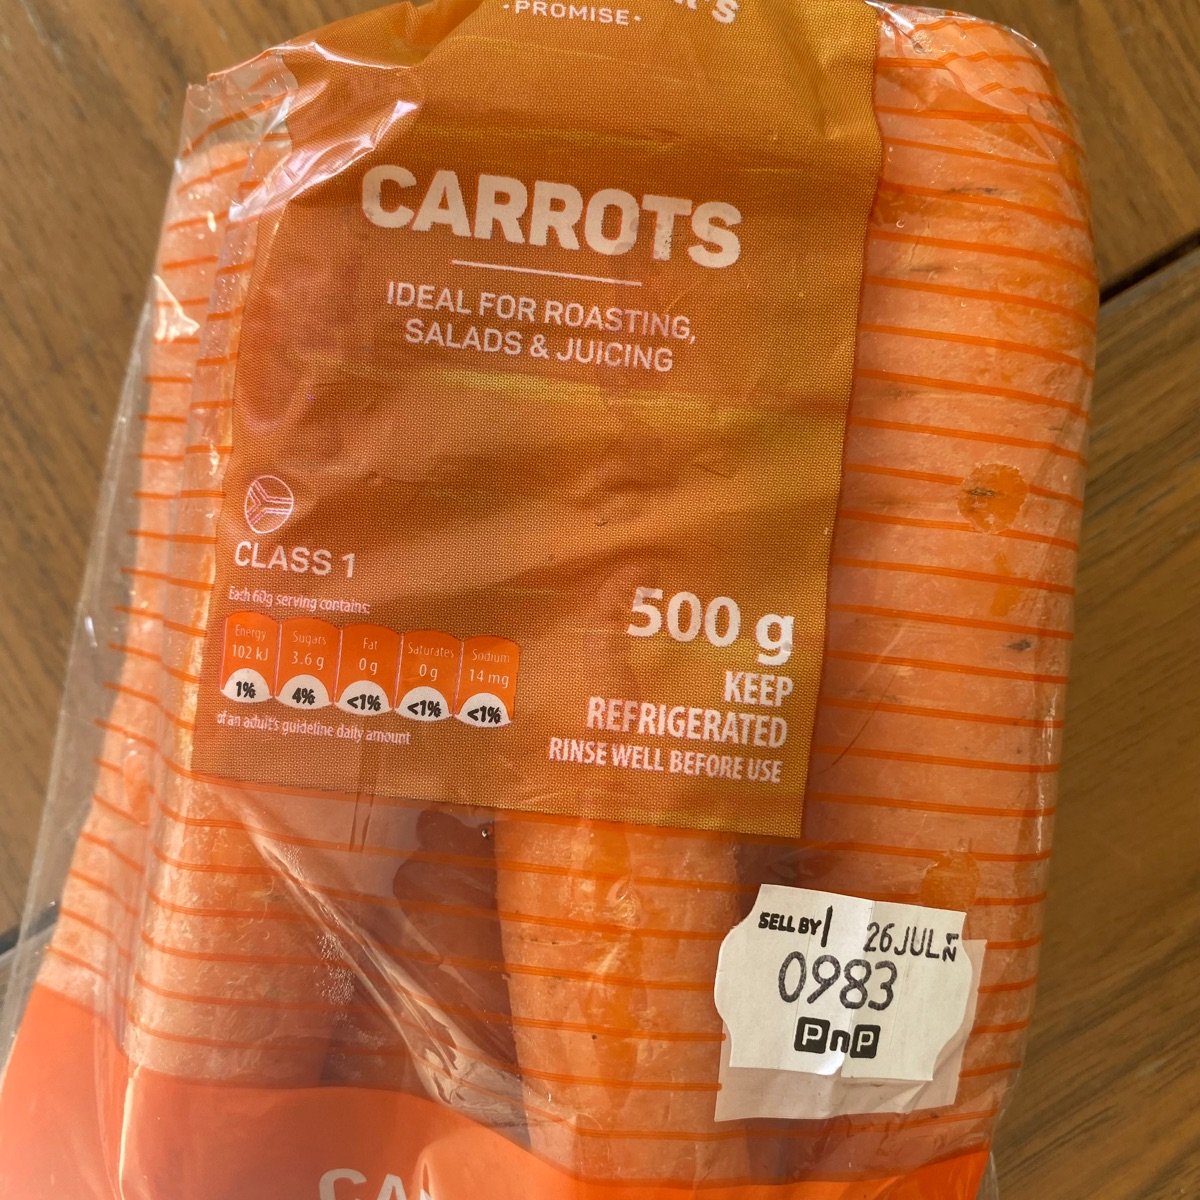 ·PROMISE·
CARROTS
IDEAL FOR ROASTING,
SALADS & JUICING
CLASS 1
Each 60g serving contains:
Energy Sugars Fat Saturates Sodium
102 kJ 3.6 g 0 g 0 g 14 mg
1% 4% <1% <1% <1%
of an adult's guideline daily amount
500 g
KEEP
REFRIGERATED
RINSE WELL BEFORE USE
SELL BY 26 JUL 21
0983
PnP